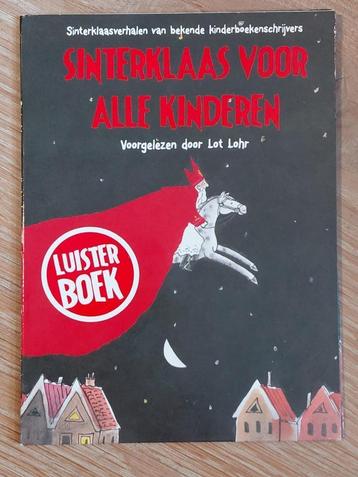 Sinterklaasverhalen van bekende kinderboekenschrijvers
SINTERKLAAS VOOR
ALLE KINDEREN
Voorgelezen door Lot Lohr
LUISTER
BOEK